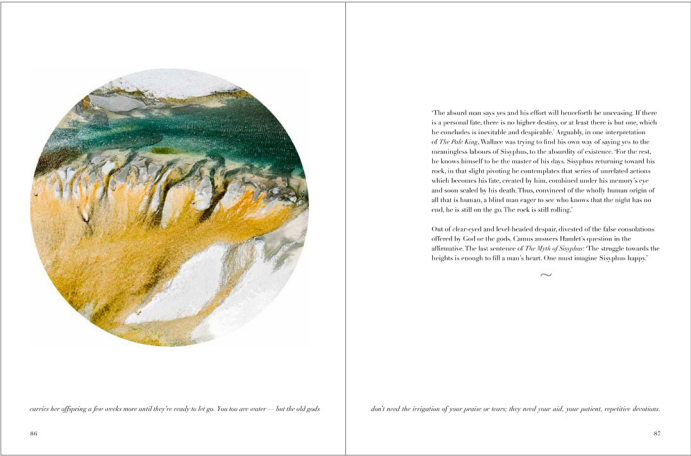 carries her offspring a few weeks more until they're ready to let go. You too are water — but the old gods
86
'The absurd man says yes and his effort will henceforth be unceasing. If there
is a personal fate, there is no higher destiny, or at least there is but one, which
he concludes is inevitable and despicable.' Arguably, in one interpretation
of The Pale King, Wallace was trying to find his own way of saying yes to the
meaningless labours of Sisyphus, to the absurdity of existence. 'For the rest,
he knows himself to be the master of his days. Sisyphus returning toward his
rock, in that slight pivoting he contemplates that series of unrelated actions
which becomes his fate, created by him, combined under his memory's eye
and soon sealed by his death. Thus, convinced of the wholly human origin of
all that is human, a blind man eager to see who knows that the night has no
end, he is still on the go. The rock is still rolling.'
Out of clear-eyed and level-headed despair, divested of the false consolations
offered by God or the gods, Camus answers Hamlet's question in the
affirmative. The last sentence of The Myth of Sisyphus: 'The struggle towards the
heights is enough to fill a man's heart. One must imagine Sisyphus happy.'
~
don't need the irrigation of your praise or tears; they need your aid, your patient, repetitive devotions.
87